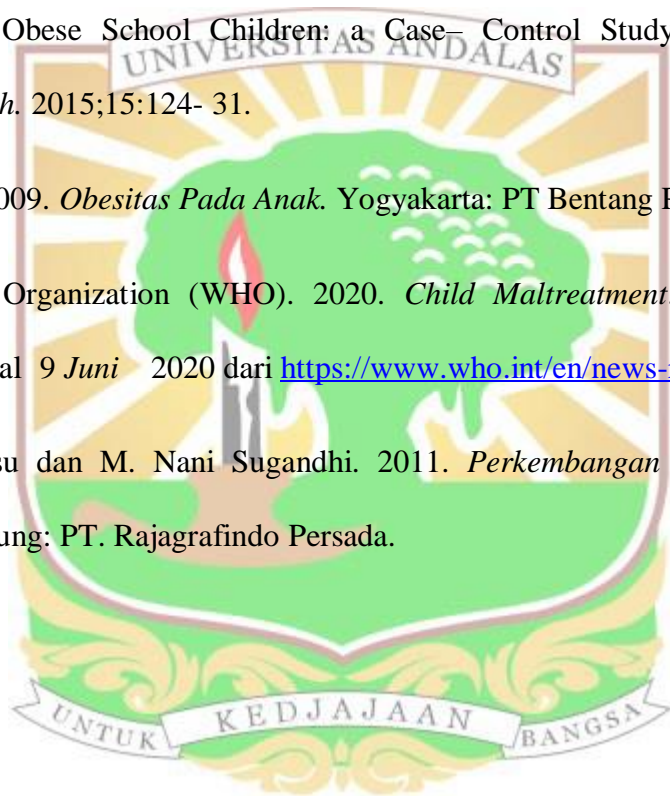 Obese School Children: a Case– Control Study
UNIVERSITAS ANDALAS
h. 2015;15:124- 31.
009. Obesitas Pada Anak. Yogyakarta: PT Bentang
Organization (WHO). 2020. Child Maltreatment.
al 9 Juni 2020 dari https://www.who.int/en/news-
su dan M. Nani Sugandhi. 2011. Perkembangan
ung: PT. Rajagrafindo Persada.
UNTUK KEDJAJAAN BANGSA